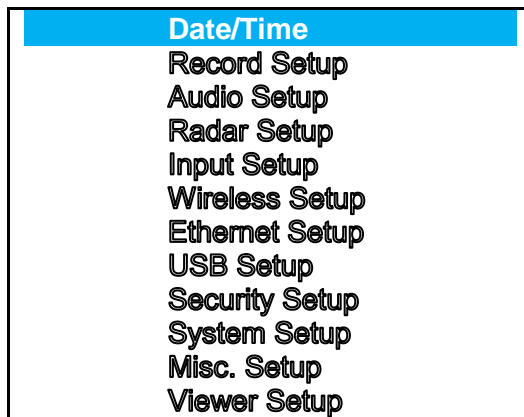 Date/Time
Record Setup
Audio Setup
Radar Setup
Input Setup
Wireless Setup
Ethernet Setup
USB Setup
Security Setup
System Setup
Misc. Setup
Viewer Setup